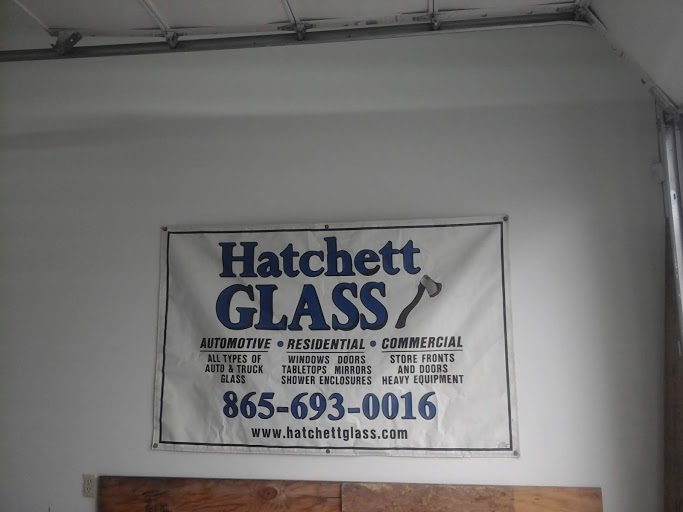 Hatchett
GLASS
AUTOMOTIVE • RESIDENTIAL • COMMERCIAL
ALL TYPES OF
AUTO & TRUCK
GLASS
WINDOWS DOORS
TABLETOPS MIRRORS
SHOWER ENCLOSURES
STORE FRONTS
AND DOORS
HEAVY EQUIPMENT
865-693-0016
www.hatchettglass.com